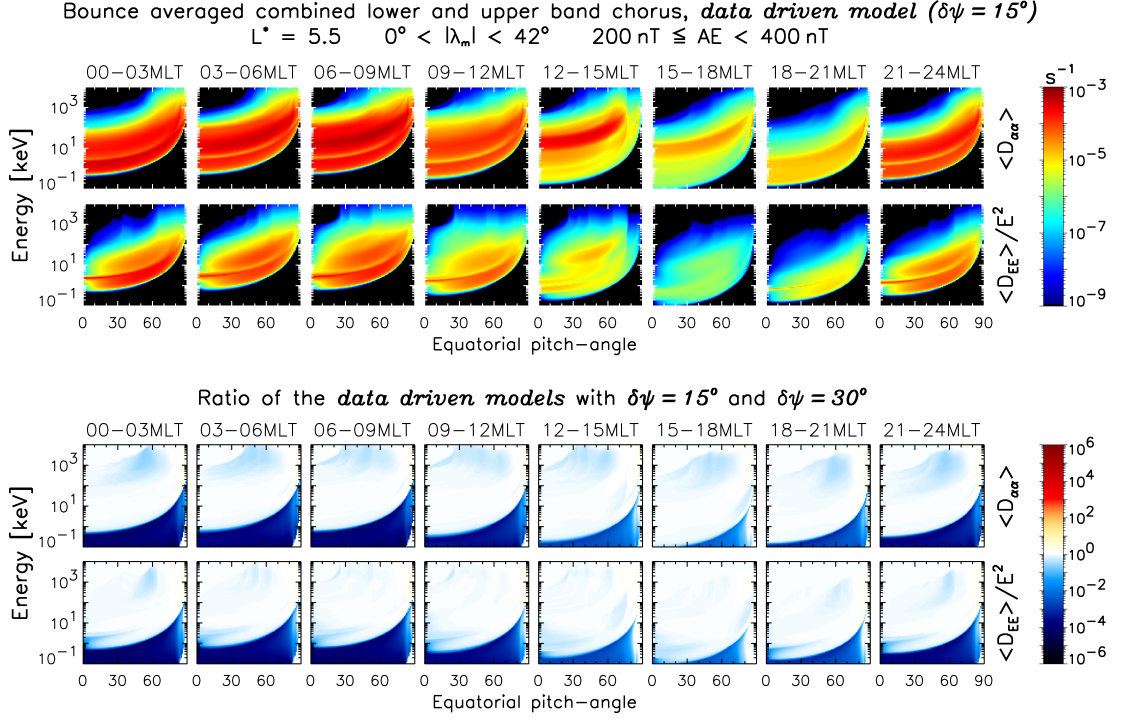 Bounce averaged combined lower and upper band chorus, data driven model (δψ = 15°)
L* = 5.5 0° < |λm| < 42° 200 nT ≦ AE < 400 nT
00−03MLT 03−06MLT 06−09MLT 09−12MLT 12−15MLT 15−18MLT 18−21MLT 21−24MLT
s⁻¹
Energy [keV]
10³
10¹
10⁻¹
<Dαα>
10³
10¹
10⁻¹
<DEE>/E²
10⁻³
10⁻⁵
10⁻⁷
10⁻⁹
0 30 60 0 30 60 0 30 60 0 30 60 0 30 60 0 30 60 0 30 60 0 30 60 90
Equatorial pitch−angle
Ratio of the data driven models with δψ = 15° and δψ = 30°
00−03MLT 03−06MLT 06−09MLT 09−12MLT 12−15MLT 15−18MLT 18−21MLT 21−24MLT
Energy [keV]
10³
10¹
10⁻¹
<Dαα>
10³
10¹
10⁻¹
<DEE>/E²
10⁶
10⁴
10²
10⁰
10⁻²
10⁻⁴
10⁻⁶
0 30 60 0 30 60 0 30 60 0 30 60 0 30 60 0 30 60 0 30 60 0 30 60 90
Equatorial pitch−angle